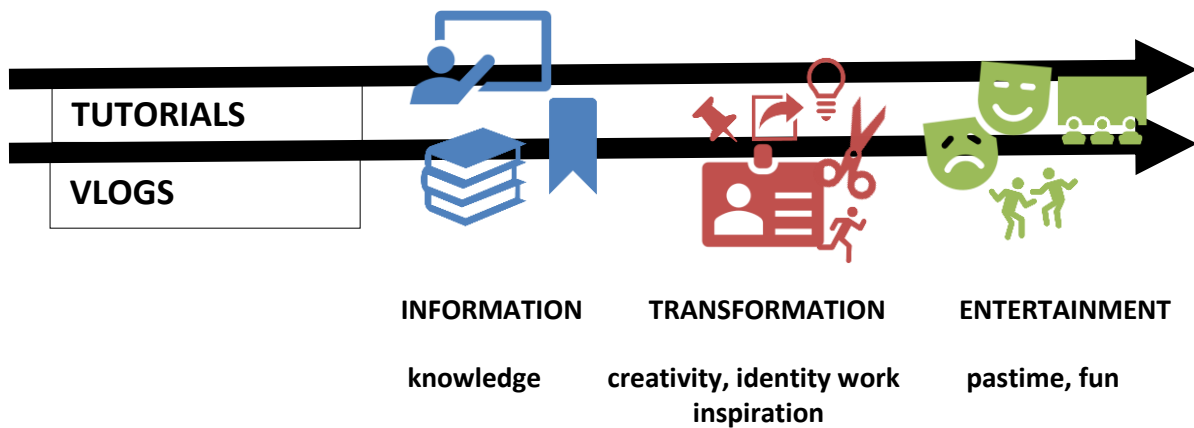 TUTORIALS
VLOGS
INFORMATION TRANSFORMATION ENTERTAINMENT
knowledge creativity, identity work pastime, fun
inspiration